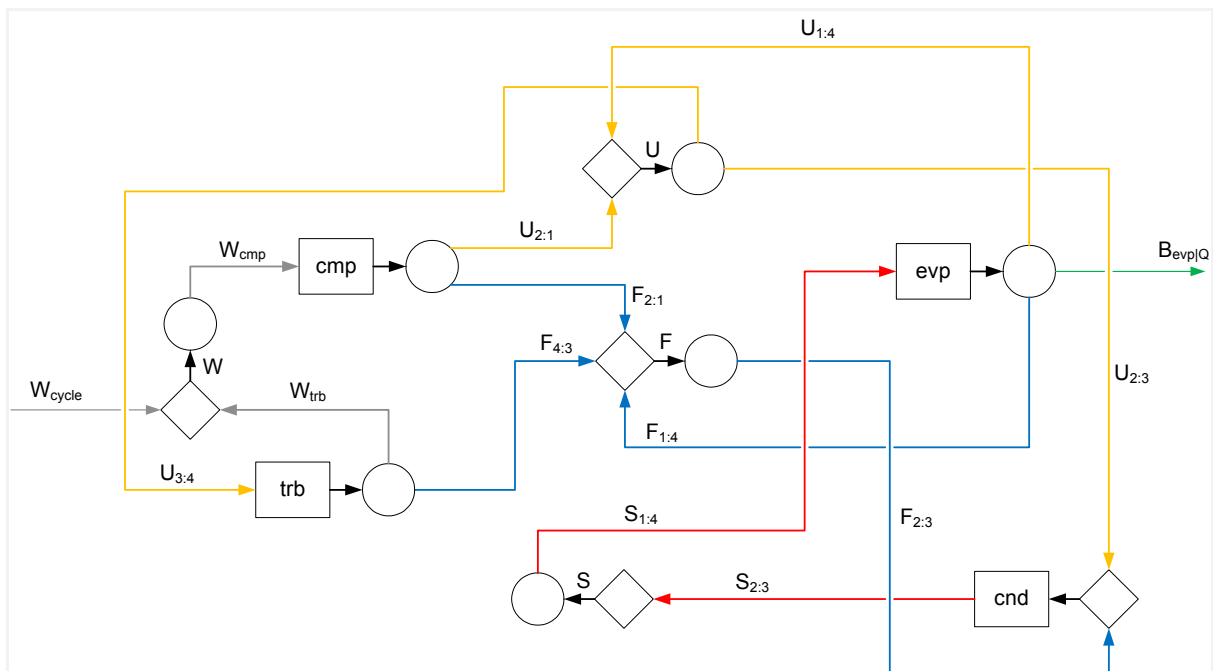 U1:4
U
U2:1
Wcmp
cmp
evp
Bevp|Q
F2:1
F4:3
F
W
Wcycle
Wtrb
U2:3
F1:4
U3:4
trb
S1:4
F2:3
S
S2:3
cnd